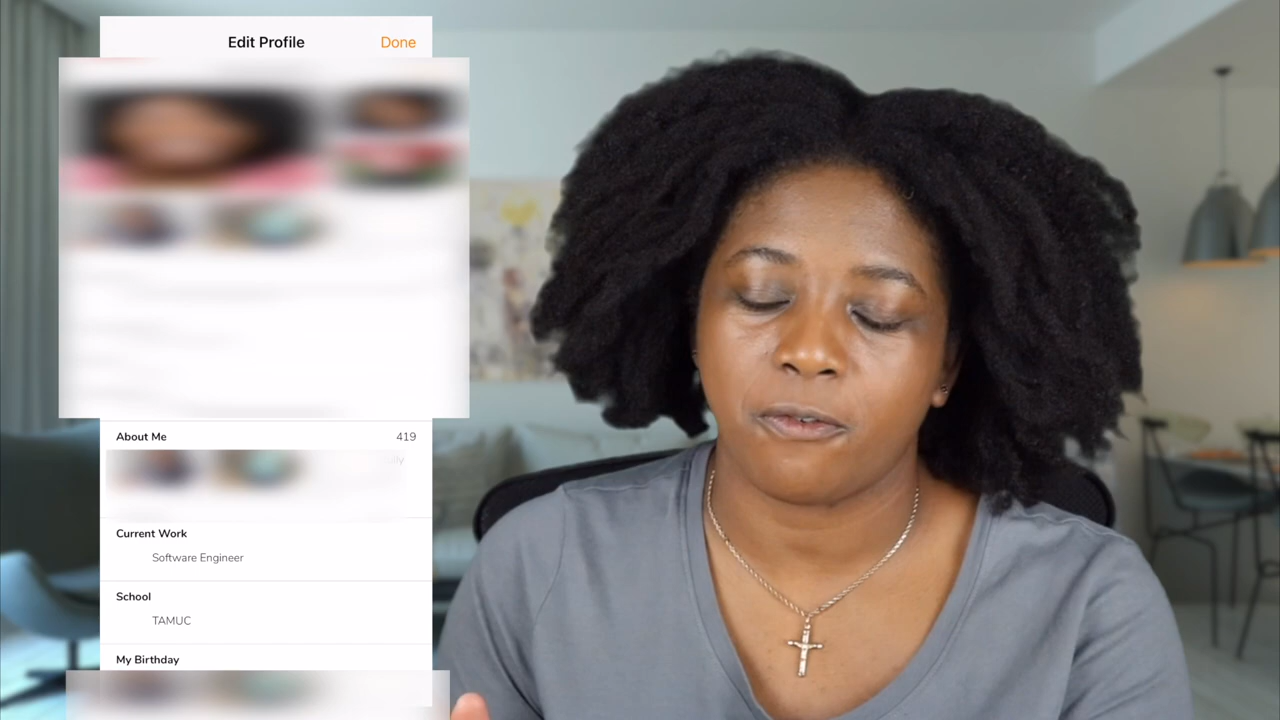 Edit Profile Done
About Me 419
Current Work
Software Engineer
School
TAMUC
My Birthday